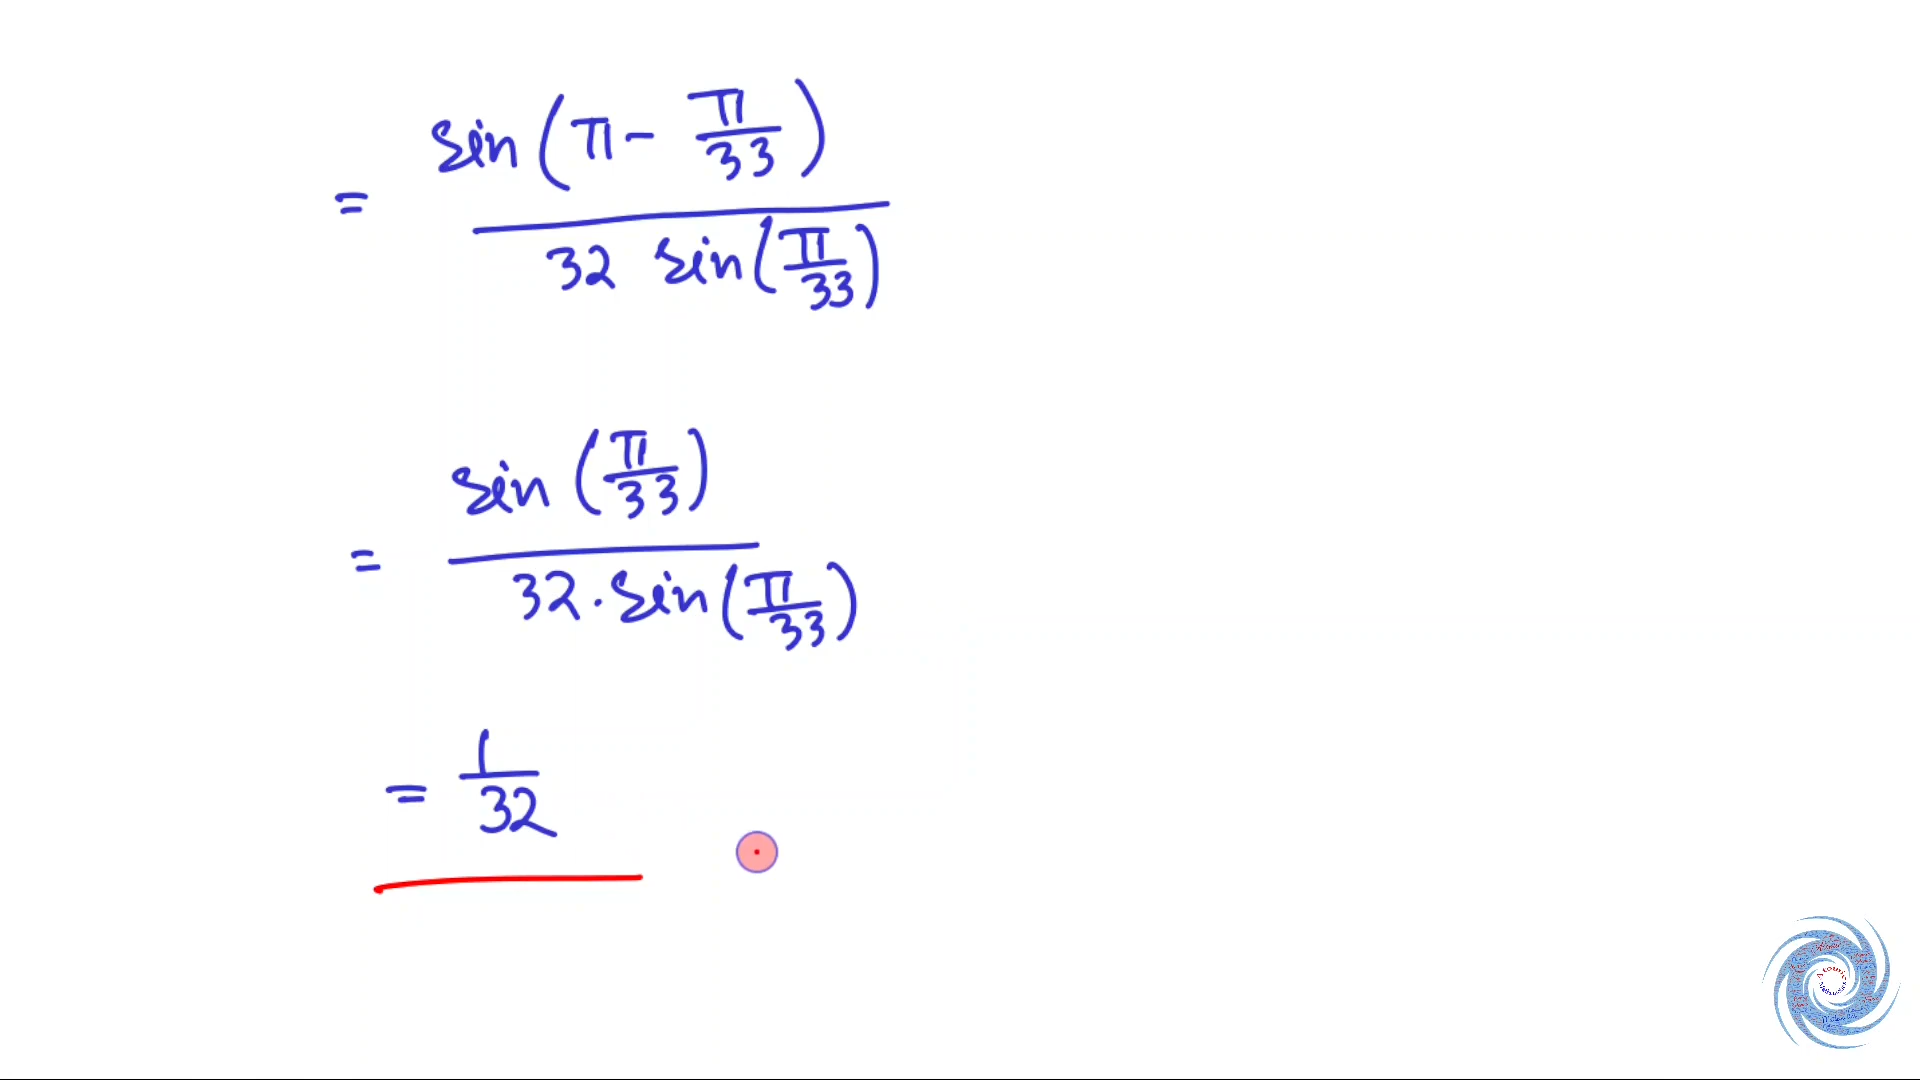 = sin(π - π/33) / 32 sin(π/33)
= sin(π/33) / 32 · sin(π/33)
= 1/32